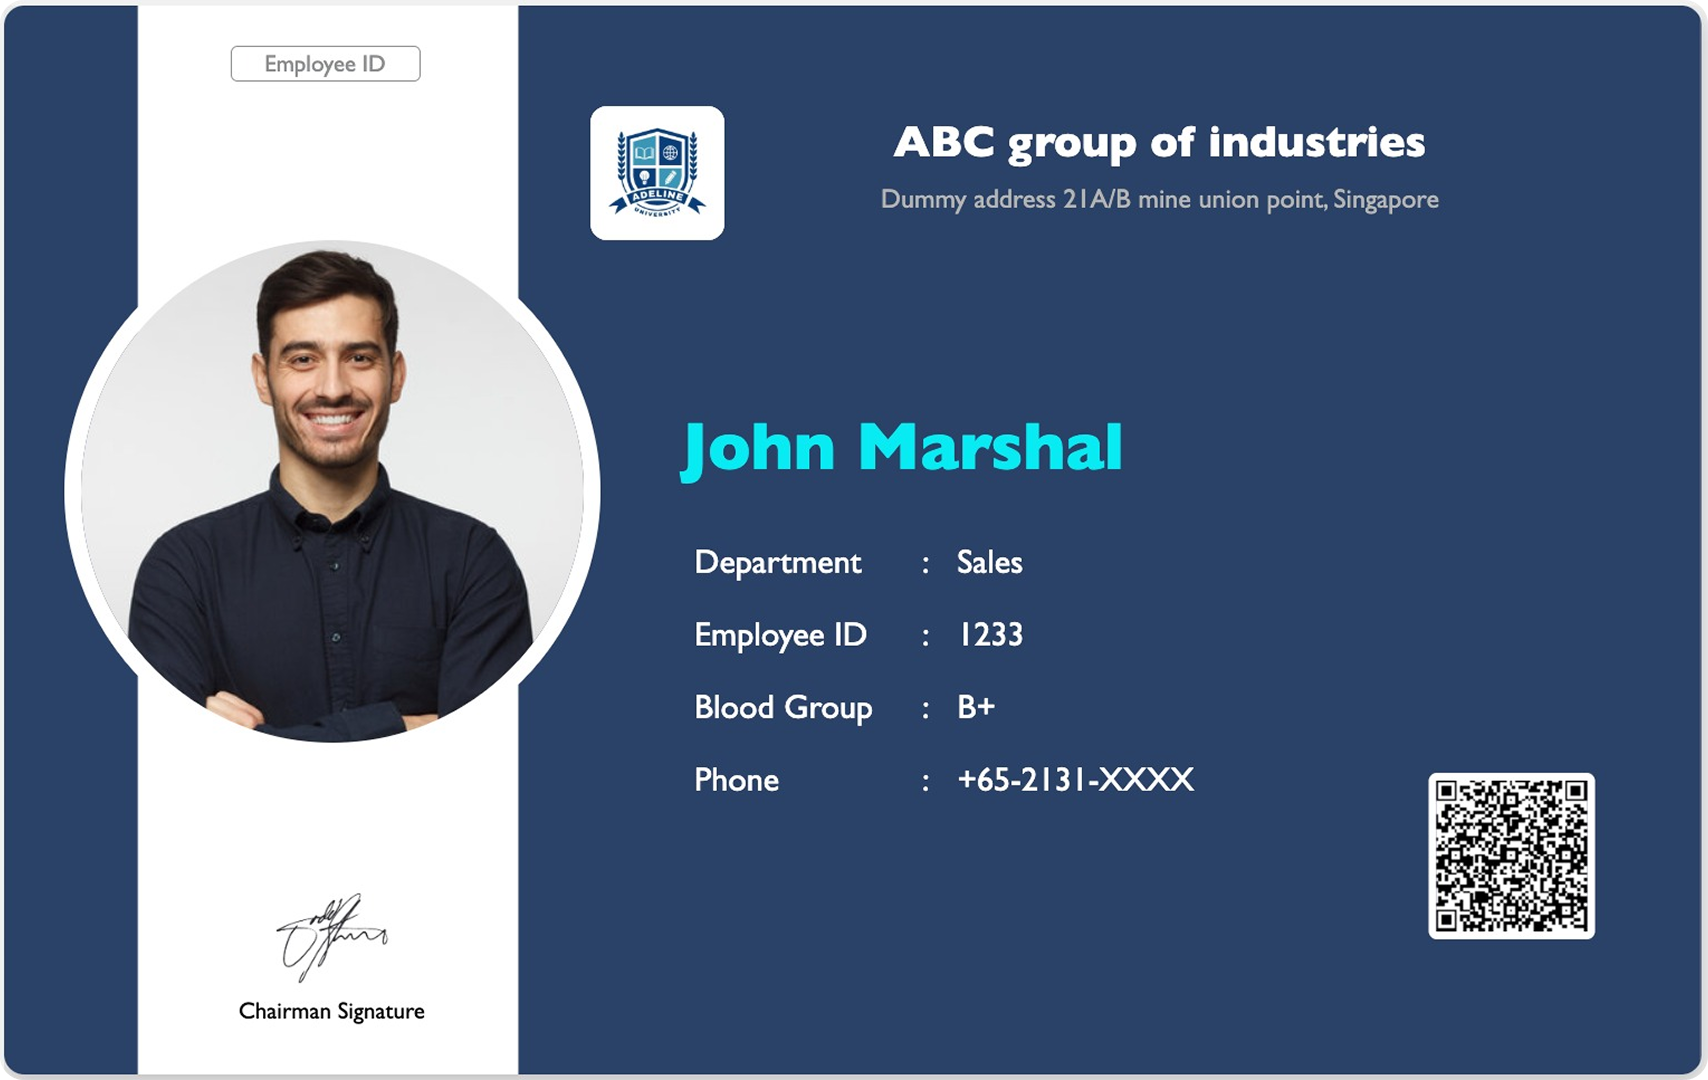 Employee ID
ADELINE
UNIVERSITY
ABC group of industries
Dummy address 21A/B mine union point, Singapore
John Marshal
Department : Sales
Employee ID : 1233
Blood Group : B+
Phone : +65-2131-XXXX
Chairman Signature